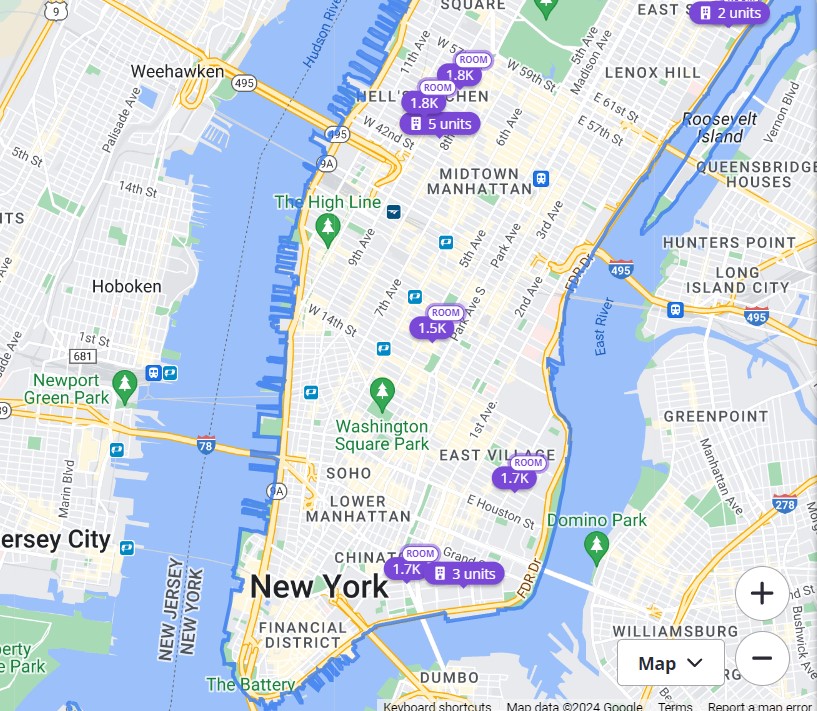 9
SQUARE
EAST S
2 units
Hudson Rive
11th Ave
W 57
ROOM
1.8K
W 59th St
5th Ave
Madison Ave
LENOX HILL
Weehawken
495
ROOM
1.8K
HELL'S
CHEN
5 units
E 61st St
E 57th St
Roosevelt
Island
Vernon Blvd
Palisade Ave
495
W 42nd St
8th
6th Ave
9A
QUEENSBRIDGE
HOUSES
5th St
14th St
MIDTOWN
MANHATTAN
The High Line
ITS
9th Ave
5th Ave
Park Ave
3rd Ave
HUNTERS POINT
FDR Dr
495
LONG
ISLAND CITY
Hoboken
7th Ave
Park Ave S
2nd Ave
East River
495
ROOM
1.5K
W 14th St
1st St
681
Newport
Green Park
Washington
Square Park
1st Ave.
GREENPOINT
78
EAST VILLAGE
Manhattan Ave
ROOM
1.7K
SOHO
9A
LOWER
MANHATTAN
E Houston St
278
Marin Blvd
Domino Park
ersey City
CHINAT
ROOM
1.7K
Grand
3 units
New York
FDR Dr
NEW JERSEY
NEW YORK
nd St
Bushwick Av
FINANCIAL
DISTRICT
WILLIAMSBURG
erty
e Park
Map
The Battery
DUMBO
Keyboard shortcuts
Map data ©2024 Google
Terms
Report a map error